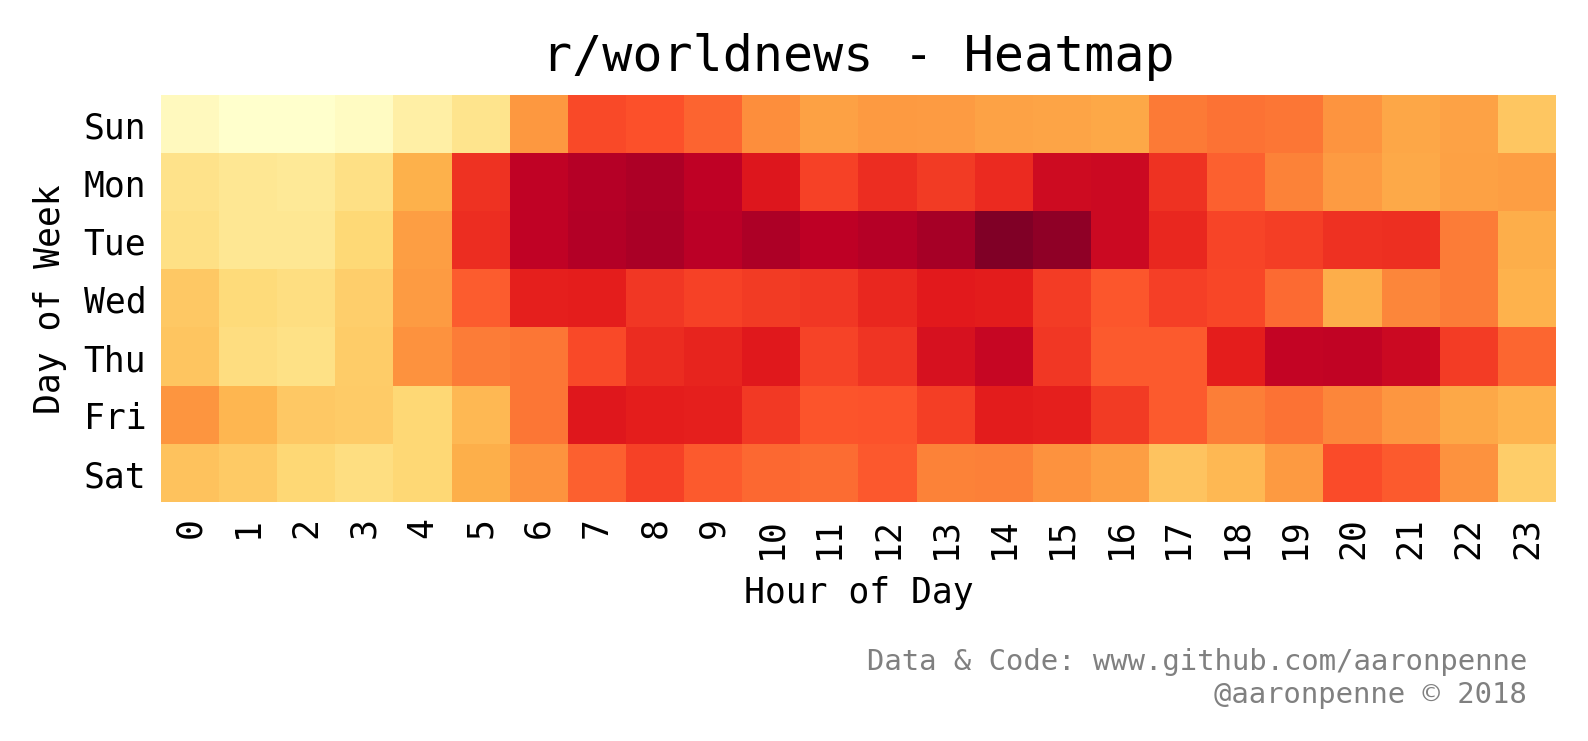 r/worldnews - Heatmap
Day of Week
Sun
Mon
Tue
Wed
Thu
Fri
Sat
0 1 2 3 4 5 6 7 8 9 10 11 12 13 14 15 16 17 18 19 20 21 22 23
Hour of Day
Data & Code: www.github.com/aaronpenne
@aaronpenne © 2018